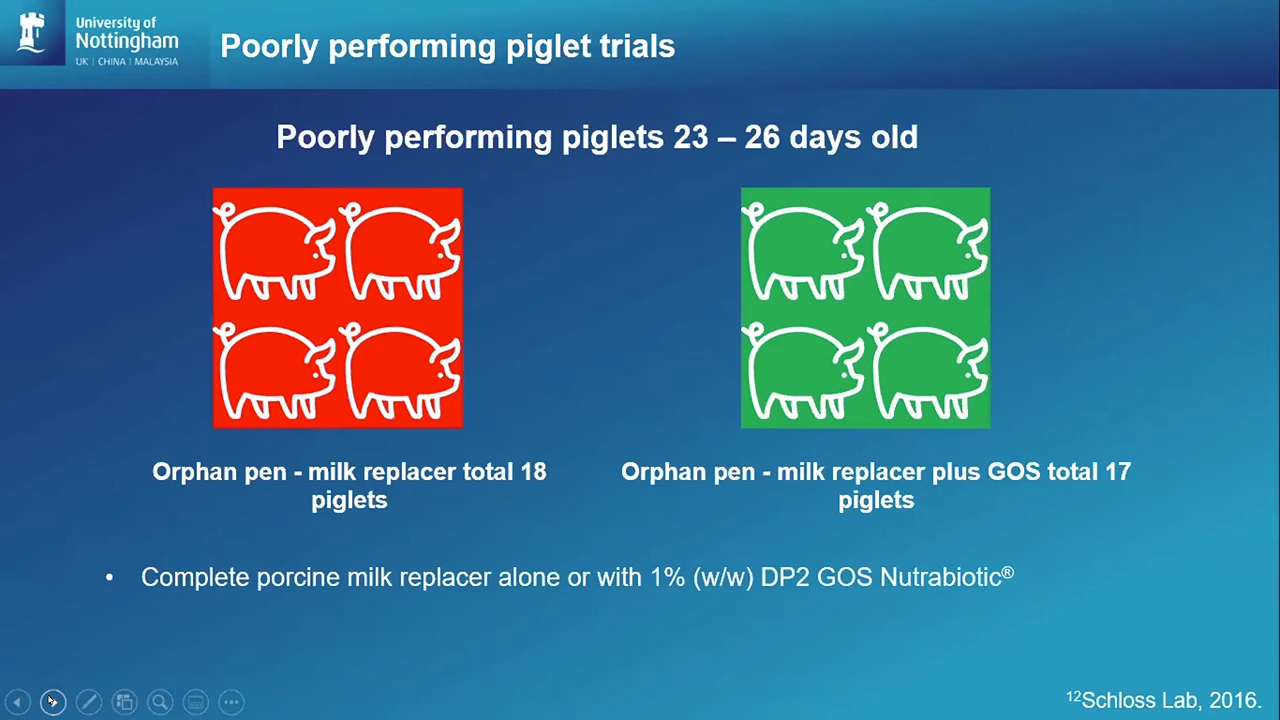 University of
Nottingham
UK | CHINA | MALAYSIA
Poorly performing piglet trials
Poorly performing piglets 23 – 26 days old
Orphan pen - milk replacer total 18
piglets
Orphan pen - milk replacer plus GOS total 17
piglets
• Complete porcine milk replacer alone or with 1% (w/w) DP2 GOS Nutrabiotic®
¹²Schloss Lab, 2016.